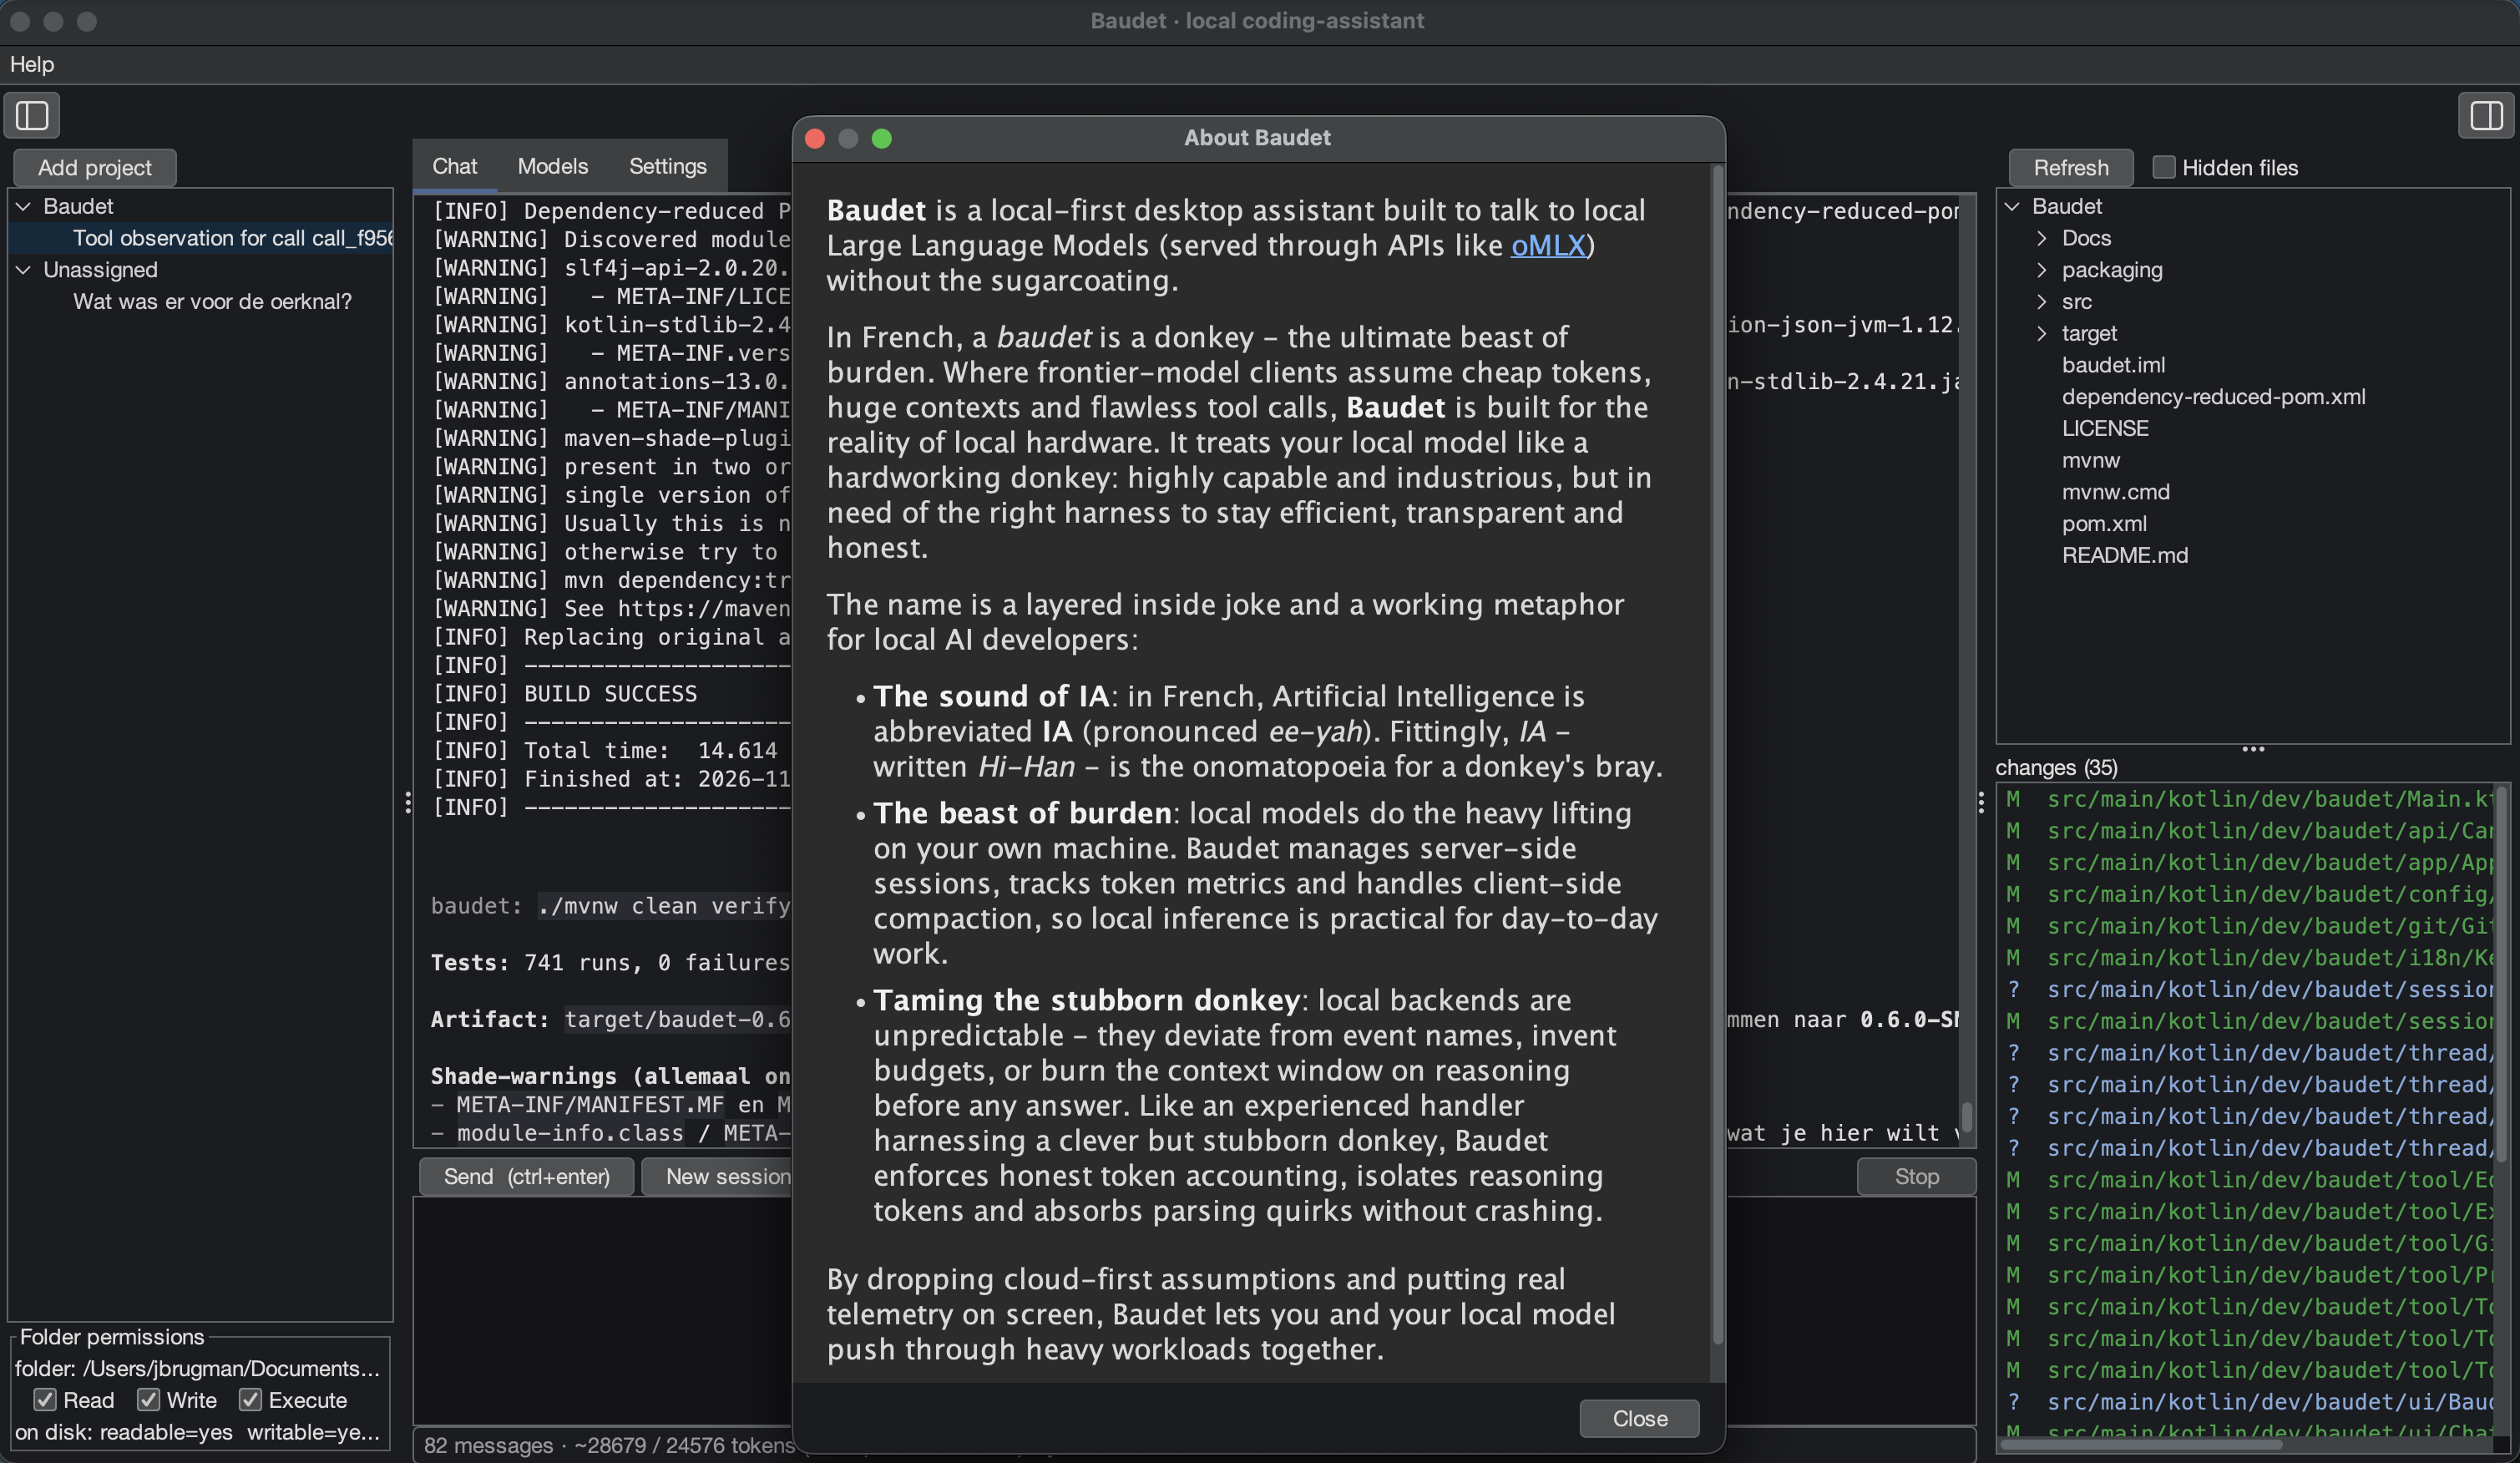 Baudet · local coding-assistant
Help
Add project
Baudet
Tool observation for call call_f956
Unassigned
Wat was er voor de oerknal?
Folder permissions
folder: /Users/jbrugman/Documents...
Read Write Execute
on disk: readable=yes writable=ye...
Chat Models Settings
[INFO] Dependency-reduced
[WARNING] Discovered module
[WARNING] slf4j-api-2.0.20.
[WARNING] - META-INF/LICE
[WARNING] kotlin-stdlib-2.4
[WARNING] - META-INF.vers
[WARNING] annotations-13.0.
[WARNING] - META-INF/MANI
[WARNING] maven-shade-plugi
[WARNING] present in two or
[WARNING] single version of
[WARNING] Usually this is n
[WARNING] otherwise try to
[WARNING] mvn dependency:tr
[WARNING] See https://maven
[INFO] Replacing original a
[INFO] --------------------
[INFO] BUILD SUCCESS
[INFO] --------------------
[INFO] Total time: 14.614
[INFO] Finished at: 2026-11
[INFO] --------------------
baudet: ./mvnw clean verify
Tests: 741 runs, 0 failures
Artifact: target/baudet-0.6
Shade-warnings (allemaal on
– META-INF/MANIFEST.MF en M
– module-info.class / META-
ndency-reduced-pom
ion-json-jvm-1.12.
n-stdlib-2.4.21.ja
mmen naar 0.6.0-SN
wat je hier wilt
Send (ctrl+enter) New session
Stop
82 messages · ~28679 / 24576 tokens
About Baudet
Baudet is a local-first desktop assistant built to talk to local
Large Language Models (served through APIs like oMLX)
without the sugarcoating.
In French, a baudet is a donkey – the ultimate beast of
burden. Where frontier-model clients assume cheap tokens,
huge contexts and flawless tool calls, Baudet is built for the
reality of local hardware. It treats your local model like a
hardworking donkey: highly capable and industrious, but in
need of the right harness to stay efficient, transparent and
honest.
The name is a layered inside joke and a working metaphor
for local AI developers:
• The sound of IA: in French, Artificial Intelligence is
abbreviated IA (pronounced ee-yah). Fittingly, IA –
written Hi-Han – is the onomatopoeia for a donkey's bray.
• The beast of burden: local models do the heavy lifting
on your own machine. Baudet manages server-side
sessions, tracks token metrics and handles client-side
compaction, so local inference is practical for day-to-day
work.
• Taming the stubborn donkey: local backends are
unpredictable – they deviate from event names, invent
budgets, or burn the context window on reasoning
before any answer. Like an experienced handler
harnessing a clever but stubborn donkey, Baudet
enforces honest token accounting, isolates reasoning
tokens and absorbs parsing quirks without crashing.
By dropping cloud-first assumptions and putting real
telemetry on screen, Baudet lets you and your local model
push through heavy workloads together.
Close
Refresh Hidden files
Baudet
Docs
packaging
src
target
baudet.iml
dependency-reduced-pom.xml
LICENSE
mvnw
mvnw.cmd
pom.xml
README.md
changes (35)
M src/main/kotlin/dev/baudet/Main.kt
M src/main/kotlin/dev/baudet/api/Can
M src/main/kotlin/dev/baudet/app/App
M src/main/kotlin/dev/baudet/config/
M src/main/kotlin/dev/baudet/git/Git
M src/main/kotlin/dev/baudet/i18n/Ke
? src/main/kotlin/dev/baudet/session
M src/main/kotlin/dev/baudet/session
? src/main/kotlin/dev/baudet/thread/
? src/main/kotlin/dev/baudet/thread/
? src/main/kotlin/dev/baudet/thread/
? src/main/kotlin/dev/baudet/thread/
M src/main/kotlin/dev/baudet/tool/Ed
M src/main/kotlin/dev/baudet/tool/Ex
M src/main/kotlin/dev/baudet/tool/Gi
M src/main/kotlin/dev/baudet/tool/Pr
M src/main/kotlin/dev/baudet/tool/To
M src/main/kotlin/dev/baudet/tool/To
M src/main/kotlin/dev/baudet/tool/To
? src/main/kotlin/dev/baudet/ui/Baud
M src/main/kotlin/dev/baudet/ui/Cha